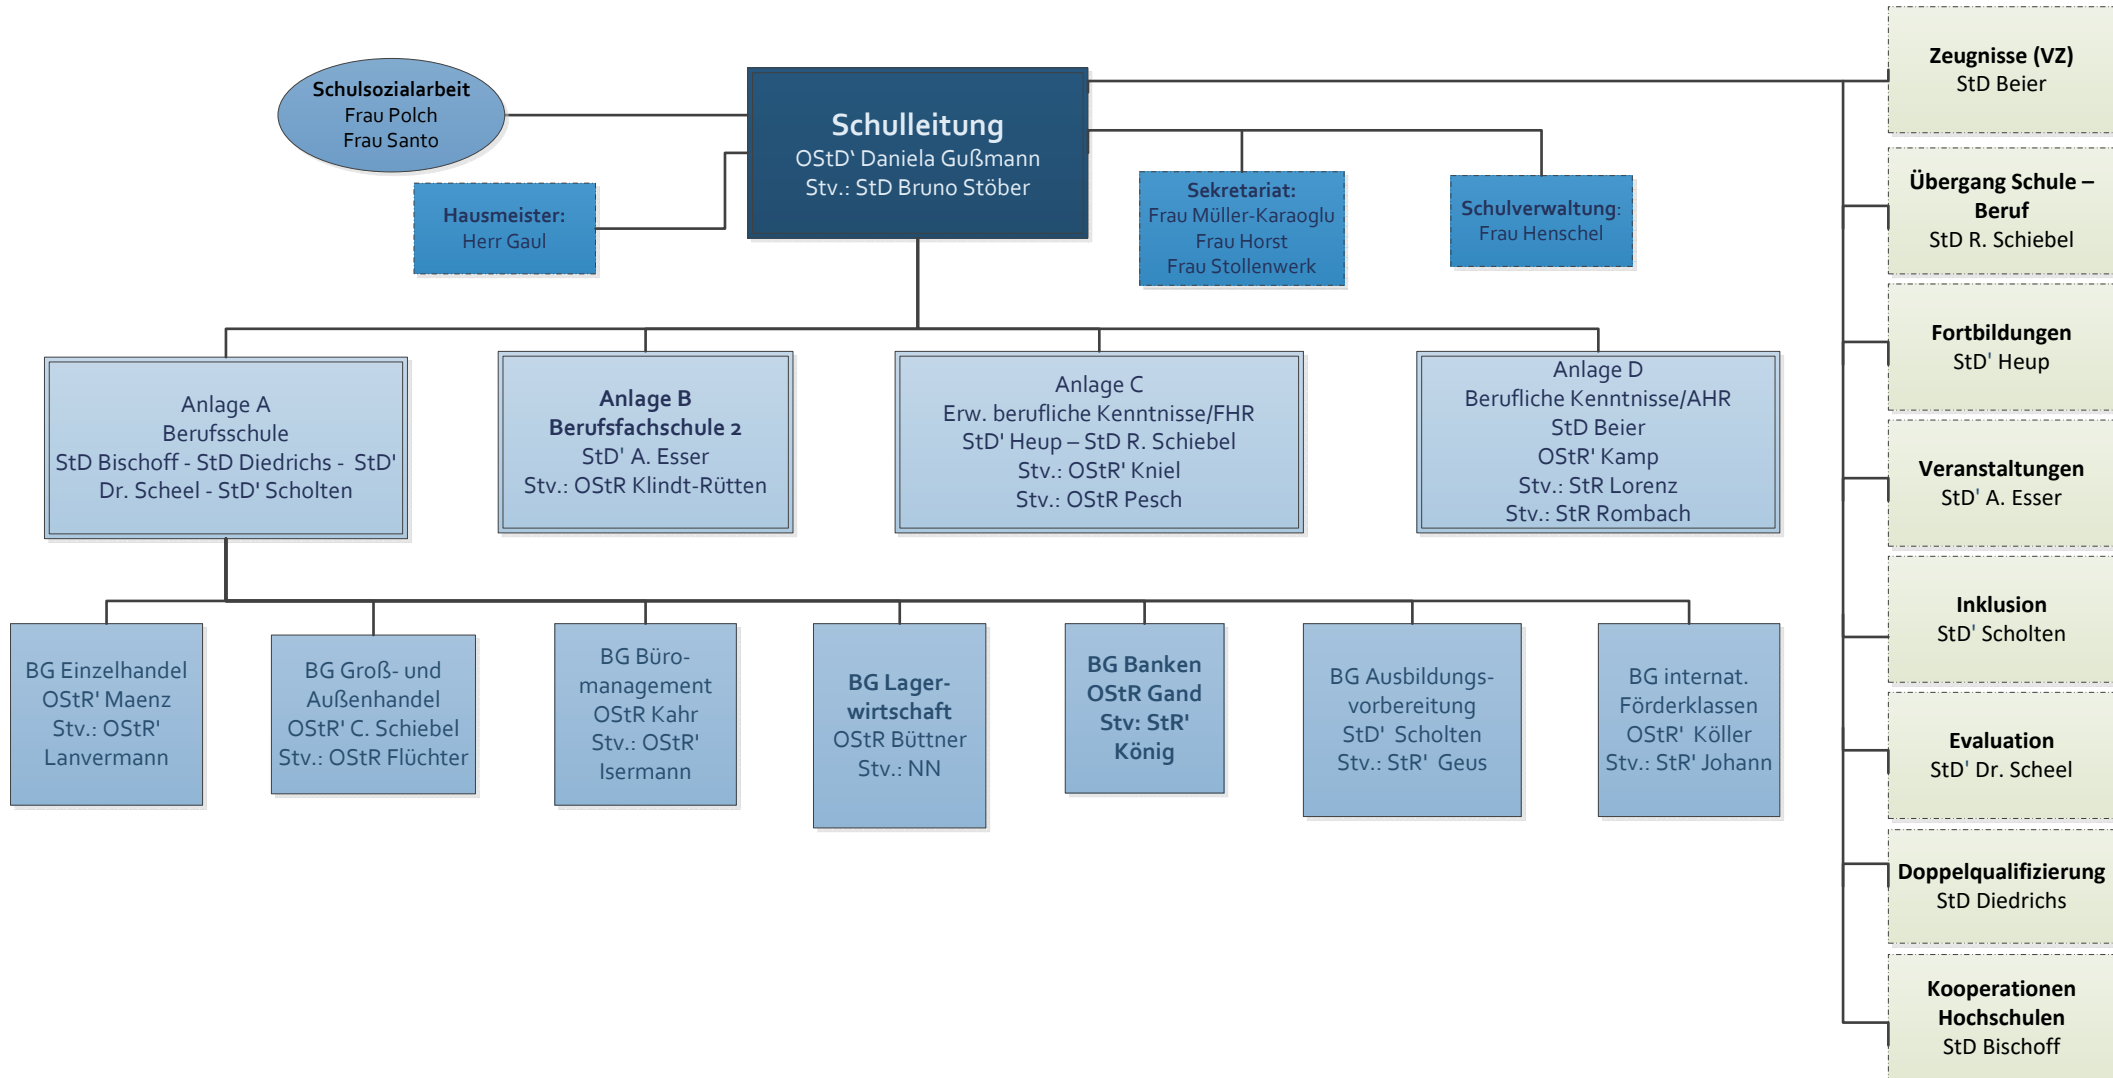 Schulsozialarbeit
Frau Polch
Frau Santo
Schulleitung
OStD‘ Daniela Gußmann
Stv.: StD Bruno Stöber
Hausmeister:
Herr Gaul
Sekretariat:
Frau Müller-Karaoglu
Frau Horst
Frau Stollenwerk
Schulverwaltung:
Frau Henschel
Anlage A
Berufsschule
StD Bischoff - StD Diedrichs - StD'
Dr. Scheel - StD' Scholten
Anlage B
Berufsfachschule 2
StD' A. Esser
Stv.: OStR Klindt-Rütten
Anlage C
Erw. berufliche Kenntnisse/FHR
StD' Heup – StD R. Schiebel
Stv.: OStR' Kniel
Stv.: OStR Pesch
Anlage D
Berufliche Kenntnisse/AHR
StD Beier
OStR' Kamp
Stv.: StR Lorenz
Stv.: StR Rombach
BG Einzelhandel
OStR' Maenz
Stv.: OStR'
Lanvermann
BG Groß- und
Außenhandel
OStR' C. Schiebel
Stv.: OStR Flüchter
BG Büro-
management
OStR Kahr
Stv.: OStR'
Isermann
BG Lager-
wirtschaft
OStR Büttner
Stv.: NN
BG Banken
OStR Gand
Stv: StR'
König
BG Ausbildungs-
vorbereitung
StD' Scholten
Stv.: StR' Geus
BG internat.
Förderklassen
OStR' Köller
Stv.: StR' Johann
Zeugnisse (VZ)
StD Beier
Übergang Schule –
Beruf
StD R. Schiebel
Fortbildungen
StD' Heup
Veranstaltungen
StD' A. Esser
Inklusion
StD' Scholten
Evaluation
StD' Dr. Scheel
Doppelqualifizierung
StD Diedrichs
Kooperationen
Hochschulen
StD Bischoff